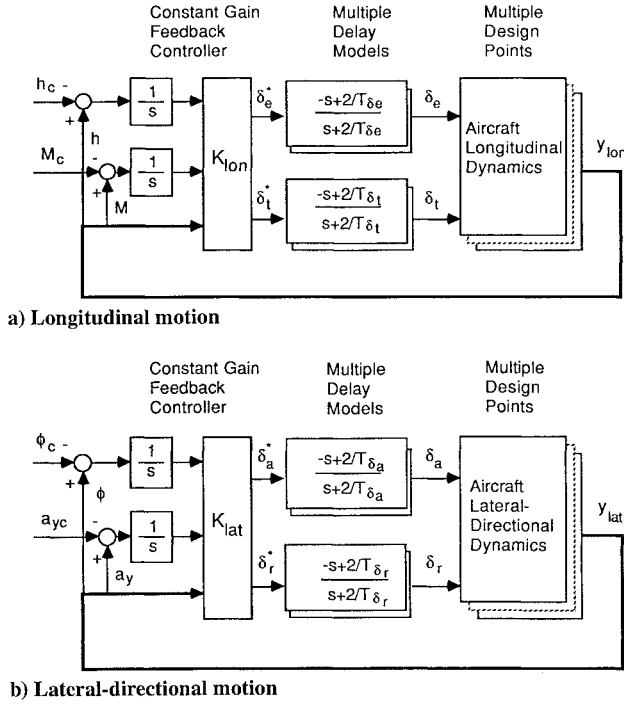 Constant Gain
Feedback
Controller
Multiple
Delay
Models
Multiple
Design
Points
h_c -
+
h
1
s
M_c
-
+
M
1
s
K_lon
δ_e^*
-s+2/T_δe
s+2/T_δe
δ_e
δ_t^*
-s+2/T_δt
s+2/T_δt
δ_t
Aircraft
Longitudinal
Dynamics
y_lon
a) Longitudinal motion
Constant Gain
Feedback
Controller
Multiple
Delay
Models
Multiple
Design
Points
ϕ_c -
+
ϕ
1
s
a_yc
-
+
a_y
1
s
K_lat
δ_a^*
-s+2/T_δa
s+2/T_δa
δ_a
δ_r^*
-s+2/T_δr
s+2/T_δr
δ_r
Aircraft
Lateral-
Directional
Dynamics
y_lat
b) Lateral-directional motion